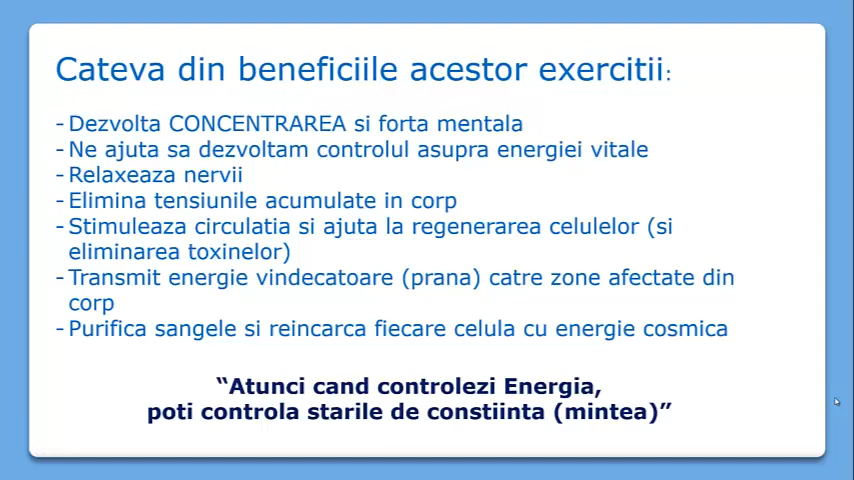 Cateva din beneficiile acestor exercitii:
- Dezvolta CONCENTRAREA si forta mentala
- Ne ajuta sa dezvoltam controlul asupra energiei vitale
- Relaxeaza nervii
- Elimina tensiunile acumulate in corp
- Stimuleaza circulatia si ajuta la regenerarea celulelor (si
eliminarea toxinelor)
- Transmit energie vindecatoare (prana) catre zone afectate din
corp
- Purifica sangele si reincarca fiecare celula cu energie cosmica
“Atunci cand controlezi Energia,
poti controla starile de constiinta (mintea)”